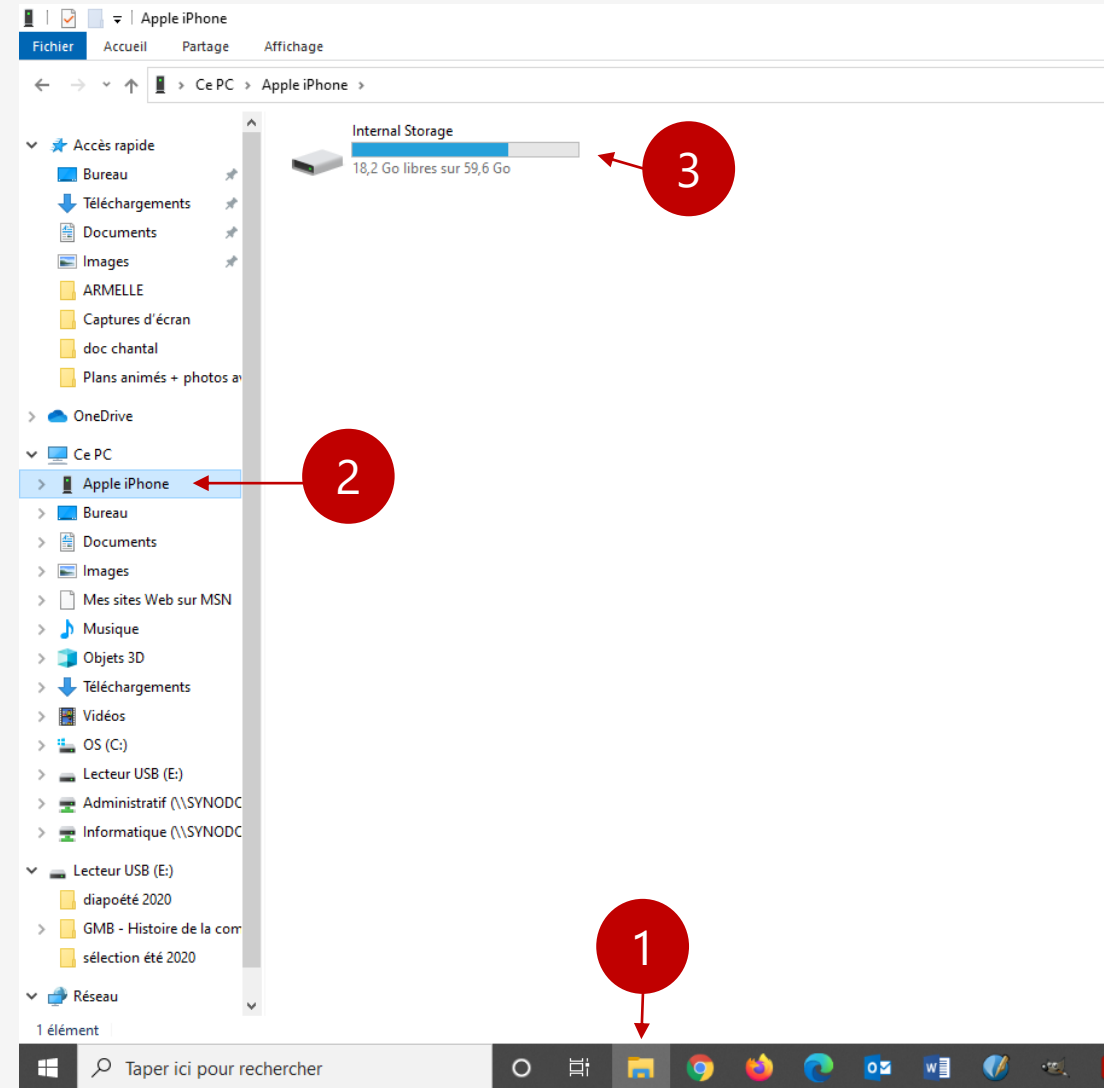 Apple iPhone
Fichier Accueil Partage Affichage
Ce PC > Apple iPhone >
Internal Storage
18,2 Go libres sur 59,6 Go
3
Accès rapide
Bureau
Téléchargements
Documents
Images
ARMELLE
Captures d'écran
doc chantal
Plans animés + photos a
OneDrive
Ce PC
Apple iPhone
2
Bureau
Documents
Images
Mes sites Web sur MSN
Musique
Objets 3D
Téléchargements
Vidéos
OS (C:)
Lecteur USB (E:)
Administratif (\\SYNODC
Informatique (\\SYNODC
Lecteur USB (E:)
diapoété 2020
GMB - Histoire de la com
sélection été 2020
1
Réseau
1 élément
Taper ici pour rechercher